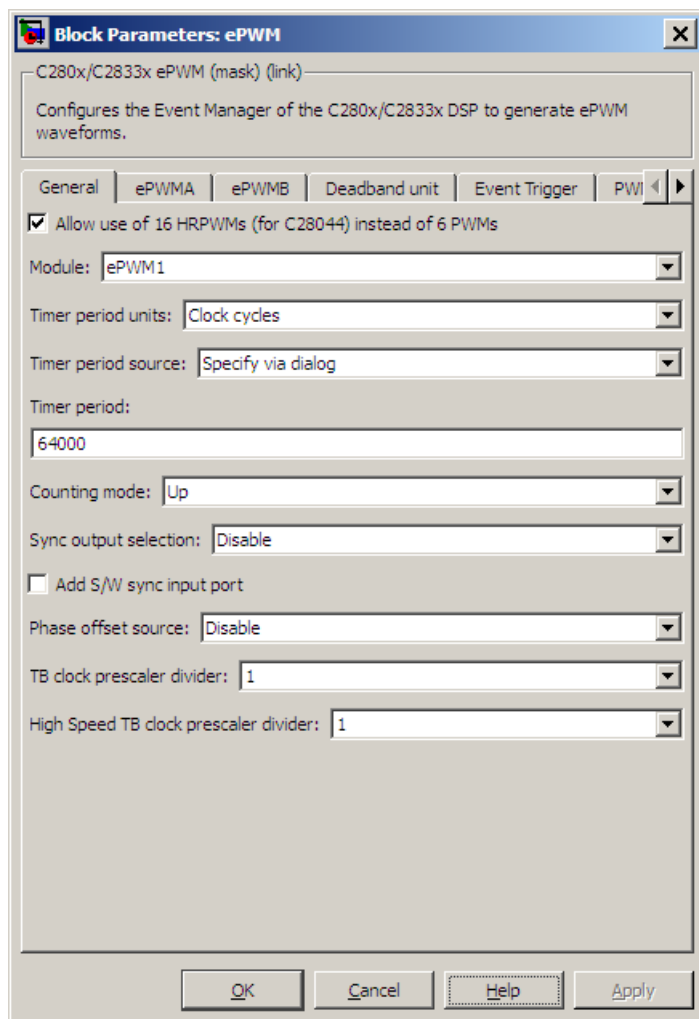 Block Parameters: ePWM
C280x/C2833x ePWM (mask) (link)
Configures the Event Manager of the C280x/C2833x DSP to generate ePWM
waveforms.
General ePWMA ePWMB Deadband unit Event Trigger
Allow use of 16 HRPWMs (for C28044) instead of 6 PWMs
Module: ePWM1
Timer period units: Clock cycles
Timer period source: Specify via dialog
Timer period:
64000
Counting mode: Up
Sync output selection: Disable
Add S/W sync input port
Phase offset source: Disable
TB clock prescaler divider: 1
High Speed TB clock prescaler divider: 1
OK Cancel Help Apply